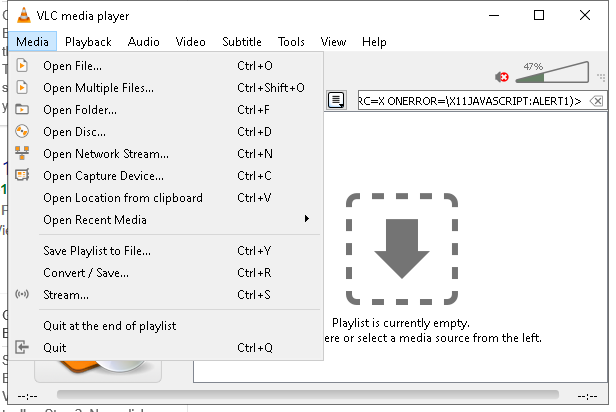 VLC media player
Media Playback Audio Video Subtitle Tools View Help
Open File... Ctrl+O
47%
Open Multiple Files... Ctrl+Shift+O
RC=X ONERROR=\X11JAVASCRIPT:ALERT1)>
Open Folder... Ctrl+F
Open Disc... Ctrl+D
Open Network Stream... Ctrl+N
Open Capture Device... Ctrl+C
Open Location from clipboard Ctrl+V
Open Recent Media
Save Playlist to File... Ctrl+Y
Convert / Save... Ctrl+R
Stream... Ctrl+S
Quit at the end of playlist
Playlist is currently empty.
ere or select a media source from the left.
Quit Ctrl+Q
--:-- --:--